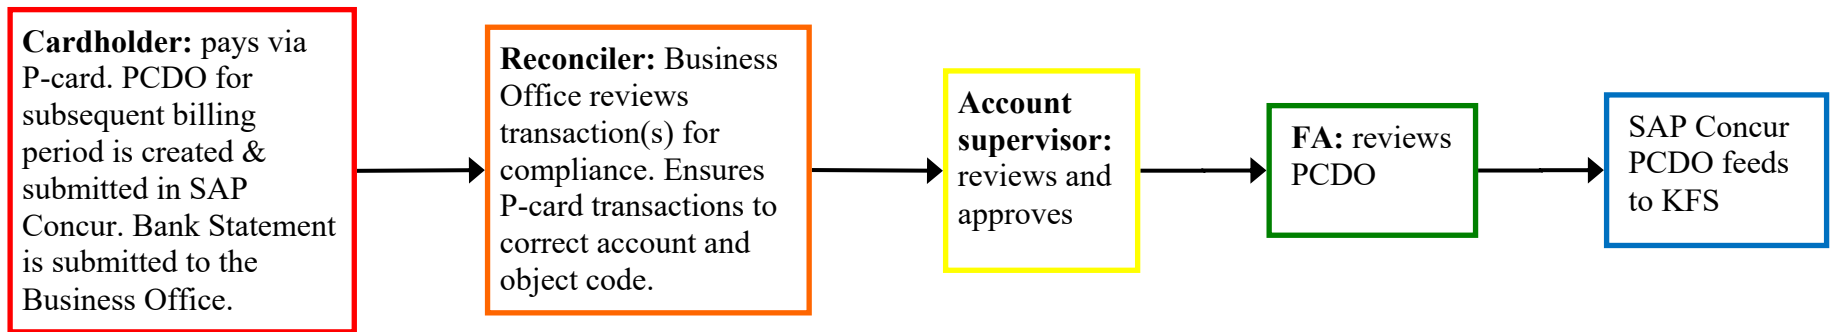 Cardholder: pays via
P-card. PCDO for
subsequent billing
period is created &
submitted in SAP
Concur. Bank Statement
is submitted to the
Business Office.
Reconciler: Business
Office reviews
transaction(s) for
compliance. Ensures
P-card transactions to
correct account and
object code.
Account
supervisor:
reviews and
approves
FA: reviews
PCDO
SAP Concur
PCDO feeds
to KFS